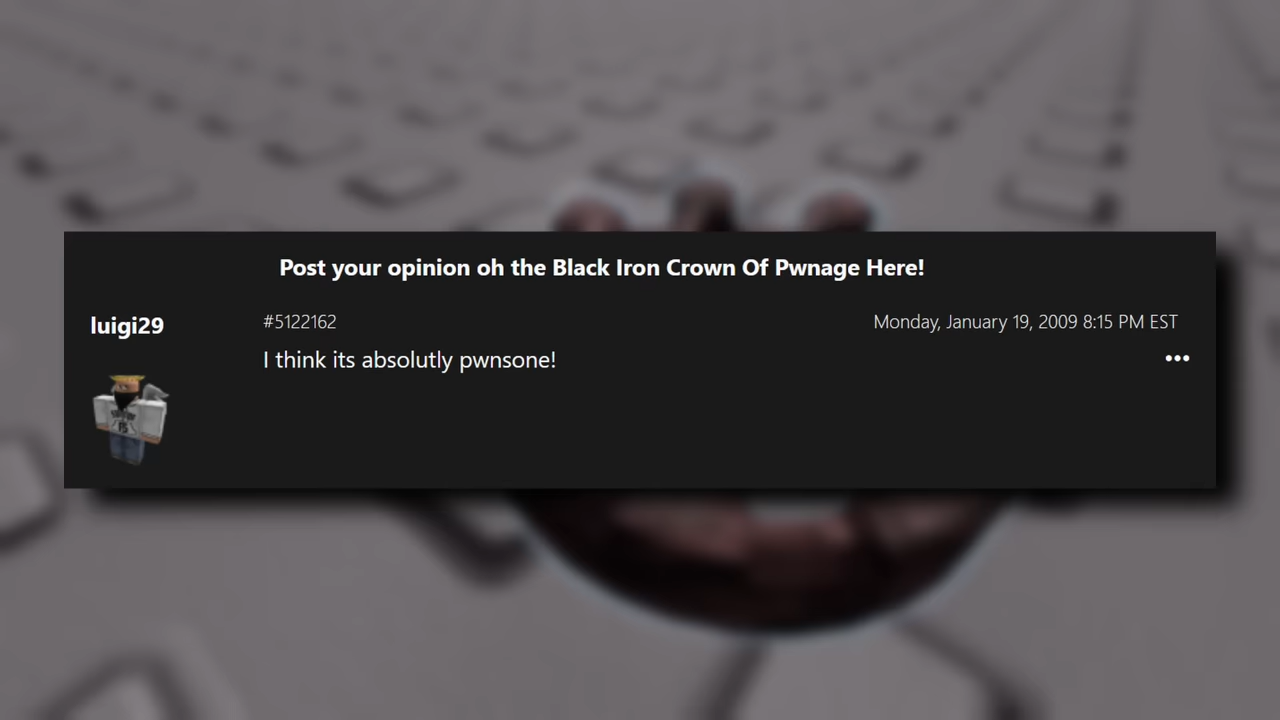 Post your opinion oh the Black Iron Crown Of Pwnage Here!
luigi29
#5122162
Monday, January 19, 2009 8:15 PM EST
I think its absolutly pwnsone!